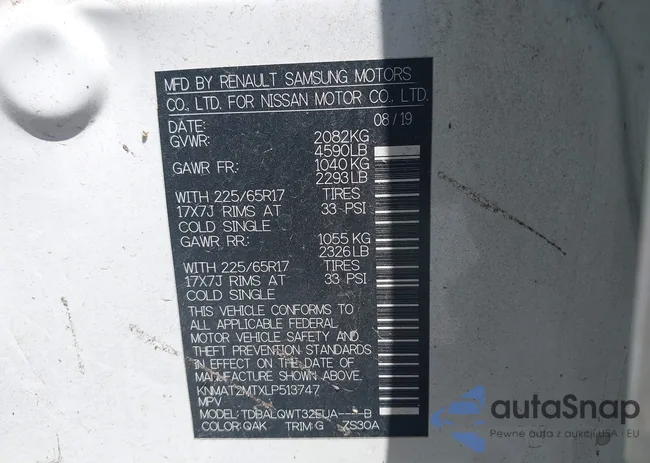 MFD BY RENAULT SAMSUNG MOTORS
CO., LTD. FOR NISSAN MOTOR CO., LTD.
DATE: 08/19
GVWR: 2082KG
4590LB
GAWR FR: 1040KG
2293LB
WITH 225/65R17 TIRES
17X7J RIMS AT 33 PSI
COLD SINGLE
GAWR RR: 1055 KG
2326LB
WITH 225/65R17 TIRES
17X7J RIMS AT 33 PSI
COLD SINGLE
THIS VEHICLE CONFORMS TO
ALL APPLICABLE FEDERAL
MOTOR VEHICLE SAFETY AND
THEFT PREVENTION STANDARDS
IN EFFECT ON THE DATE OF
MANUFACTURE SHOWN ABOVE.
KNMAT2MTXLP513747
MPV
MODEL: TDBALQWT32EUA----B
COLOR: QAK TRIM: G 7S30A
autoSnap
Pewne auta z aukcji USA i EU